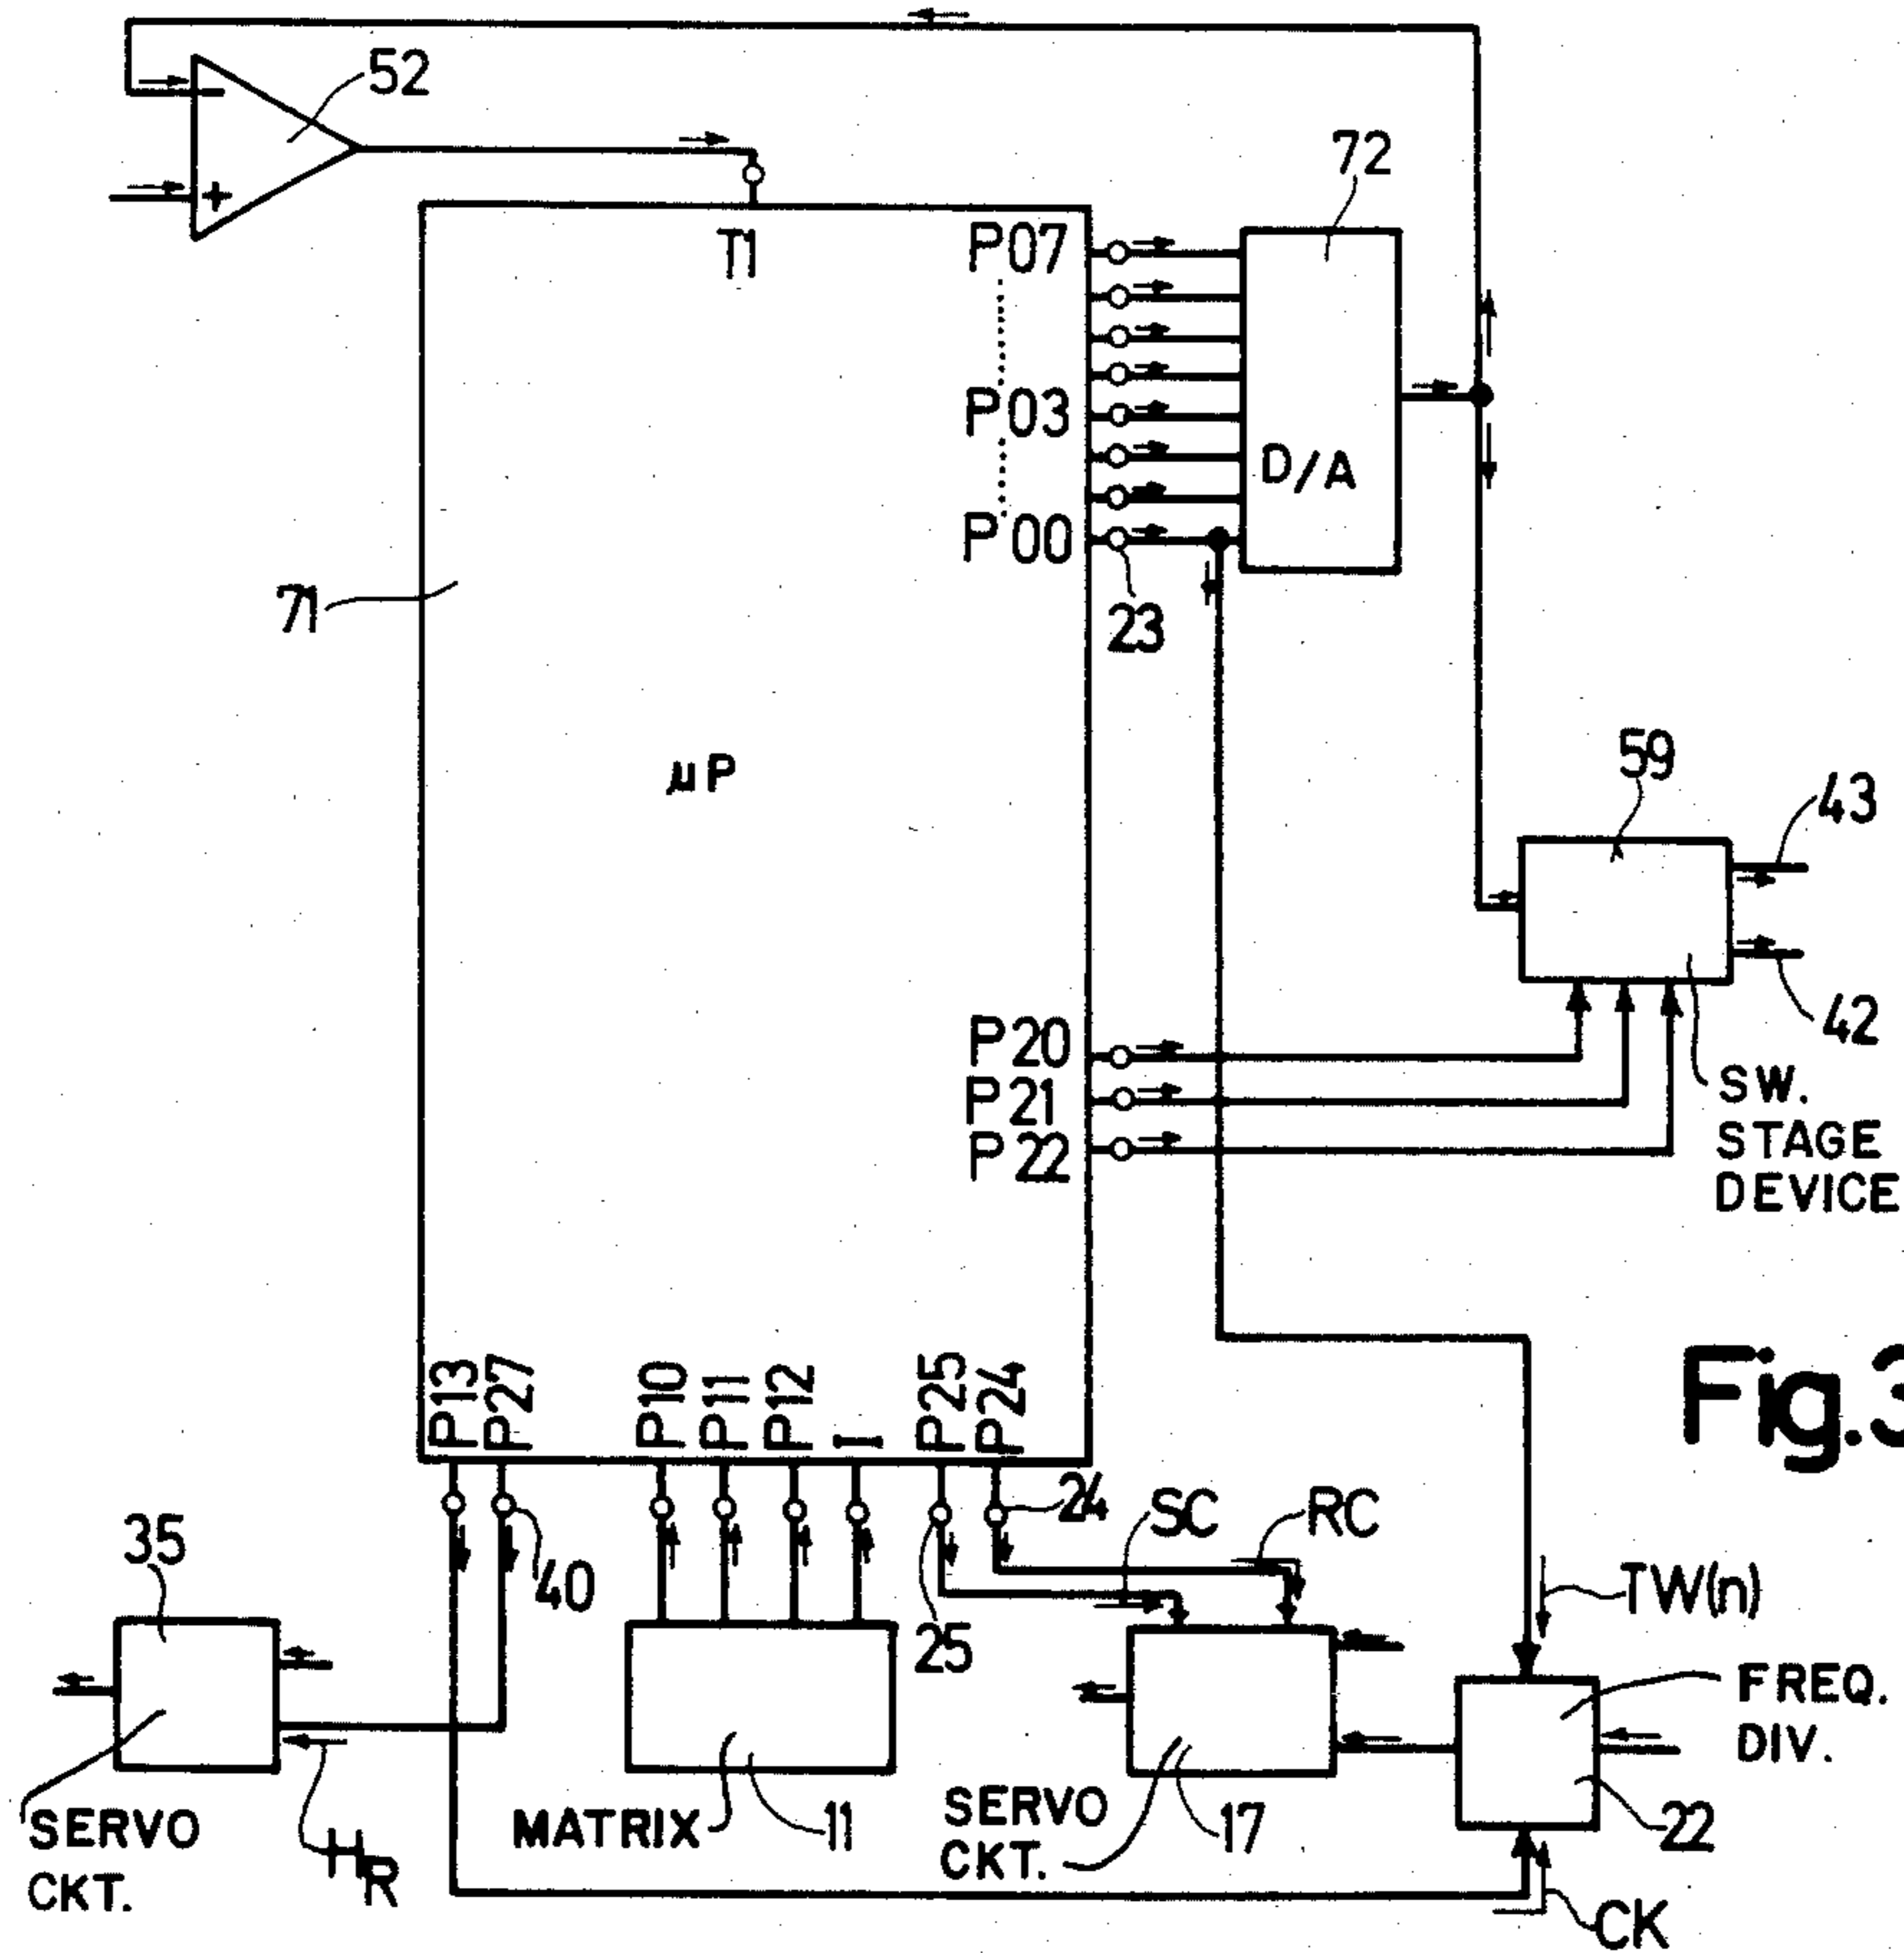 52
72
+
T1
P07
P03
D/A
P00
71
23
µP
59
43
42
P20
P21
P22
SW.
STAGE
DEVICE
Fig.3
P13
P27
P10
P11
P12
I
P25
P24
24
SC
RC
35
40
25
TW(n)
FREQ.
DIV.
SERVO
CKT.
HR
MATRIX
11
SERVO
CKT.
17
22
CK